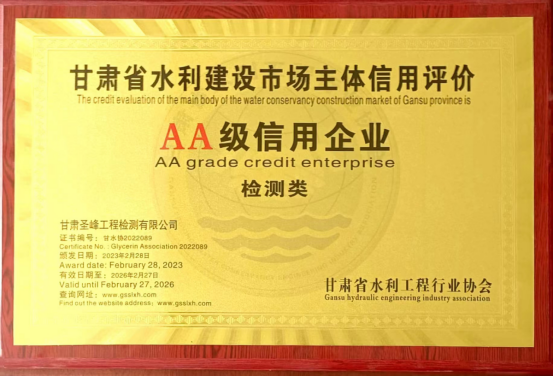 甘肃省水利建设市场主体信用评价
The credit evaluation of the main body of the water conservancy construction market of Gansu province is
AA级信用企业
AA grade credit enterprise
检测类
甘肃圣峰工程检测有限公司
证书编号：甘水协2022089
Certificate No.: Glycerin Association 2022089
颁发日期：2023年2月28日
Award date: February 28, 2023
有效日期至：2026年2月27日
Valid until February 27, 2026
查询网址：www.gsslxh.com
Find out the website address: www.gsslxh.com
甘肃省水利工程行业协会
Gansu hydraulic engineering industry association